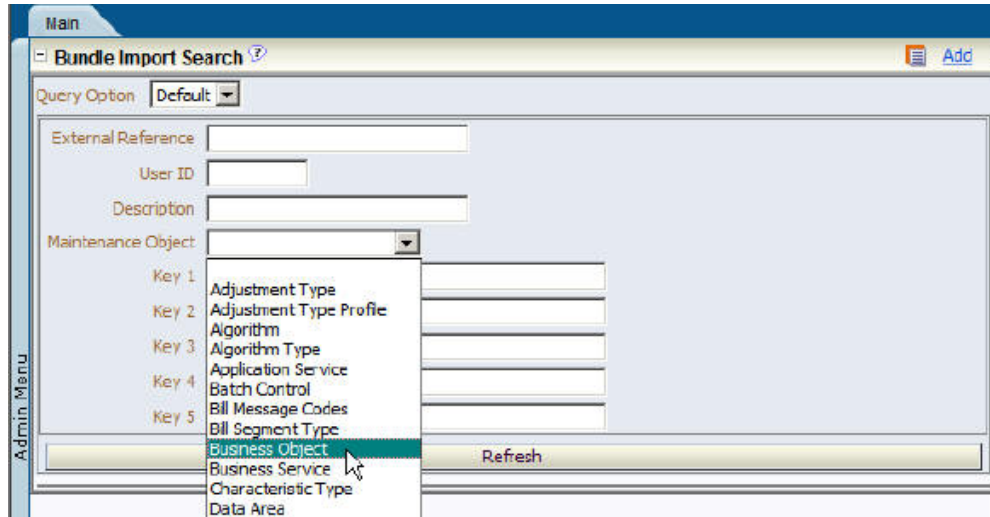 Main
Bundle Import Search ?
Add
Query Option Default
External Reference
User ID
Description
Maintenance Object
Key 1
Key 2
Key 3
Key 4
Key 5
Adjustment Type
Adjustment Type Profile
Algorithm
Algorithm Type
Application Service
Batch Control
Bill Message Codes
Bill Segment Type
Business Object
Business Service
Characteristic Type
Data Area
Refresh
Admin Menu